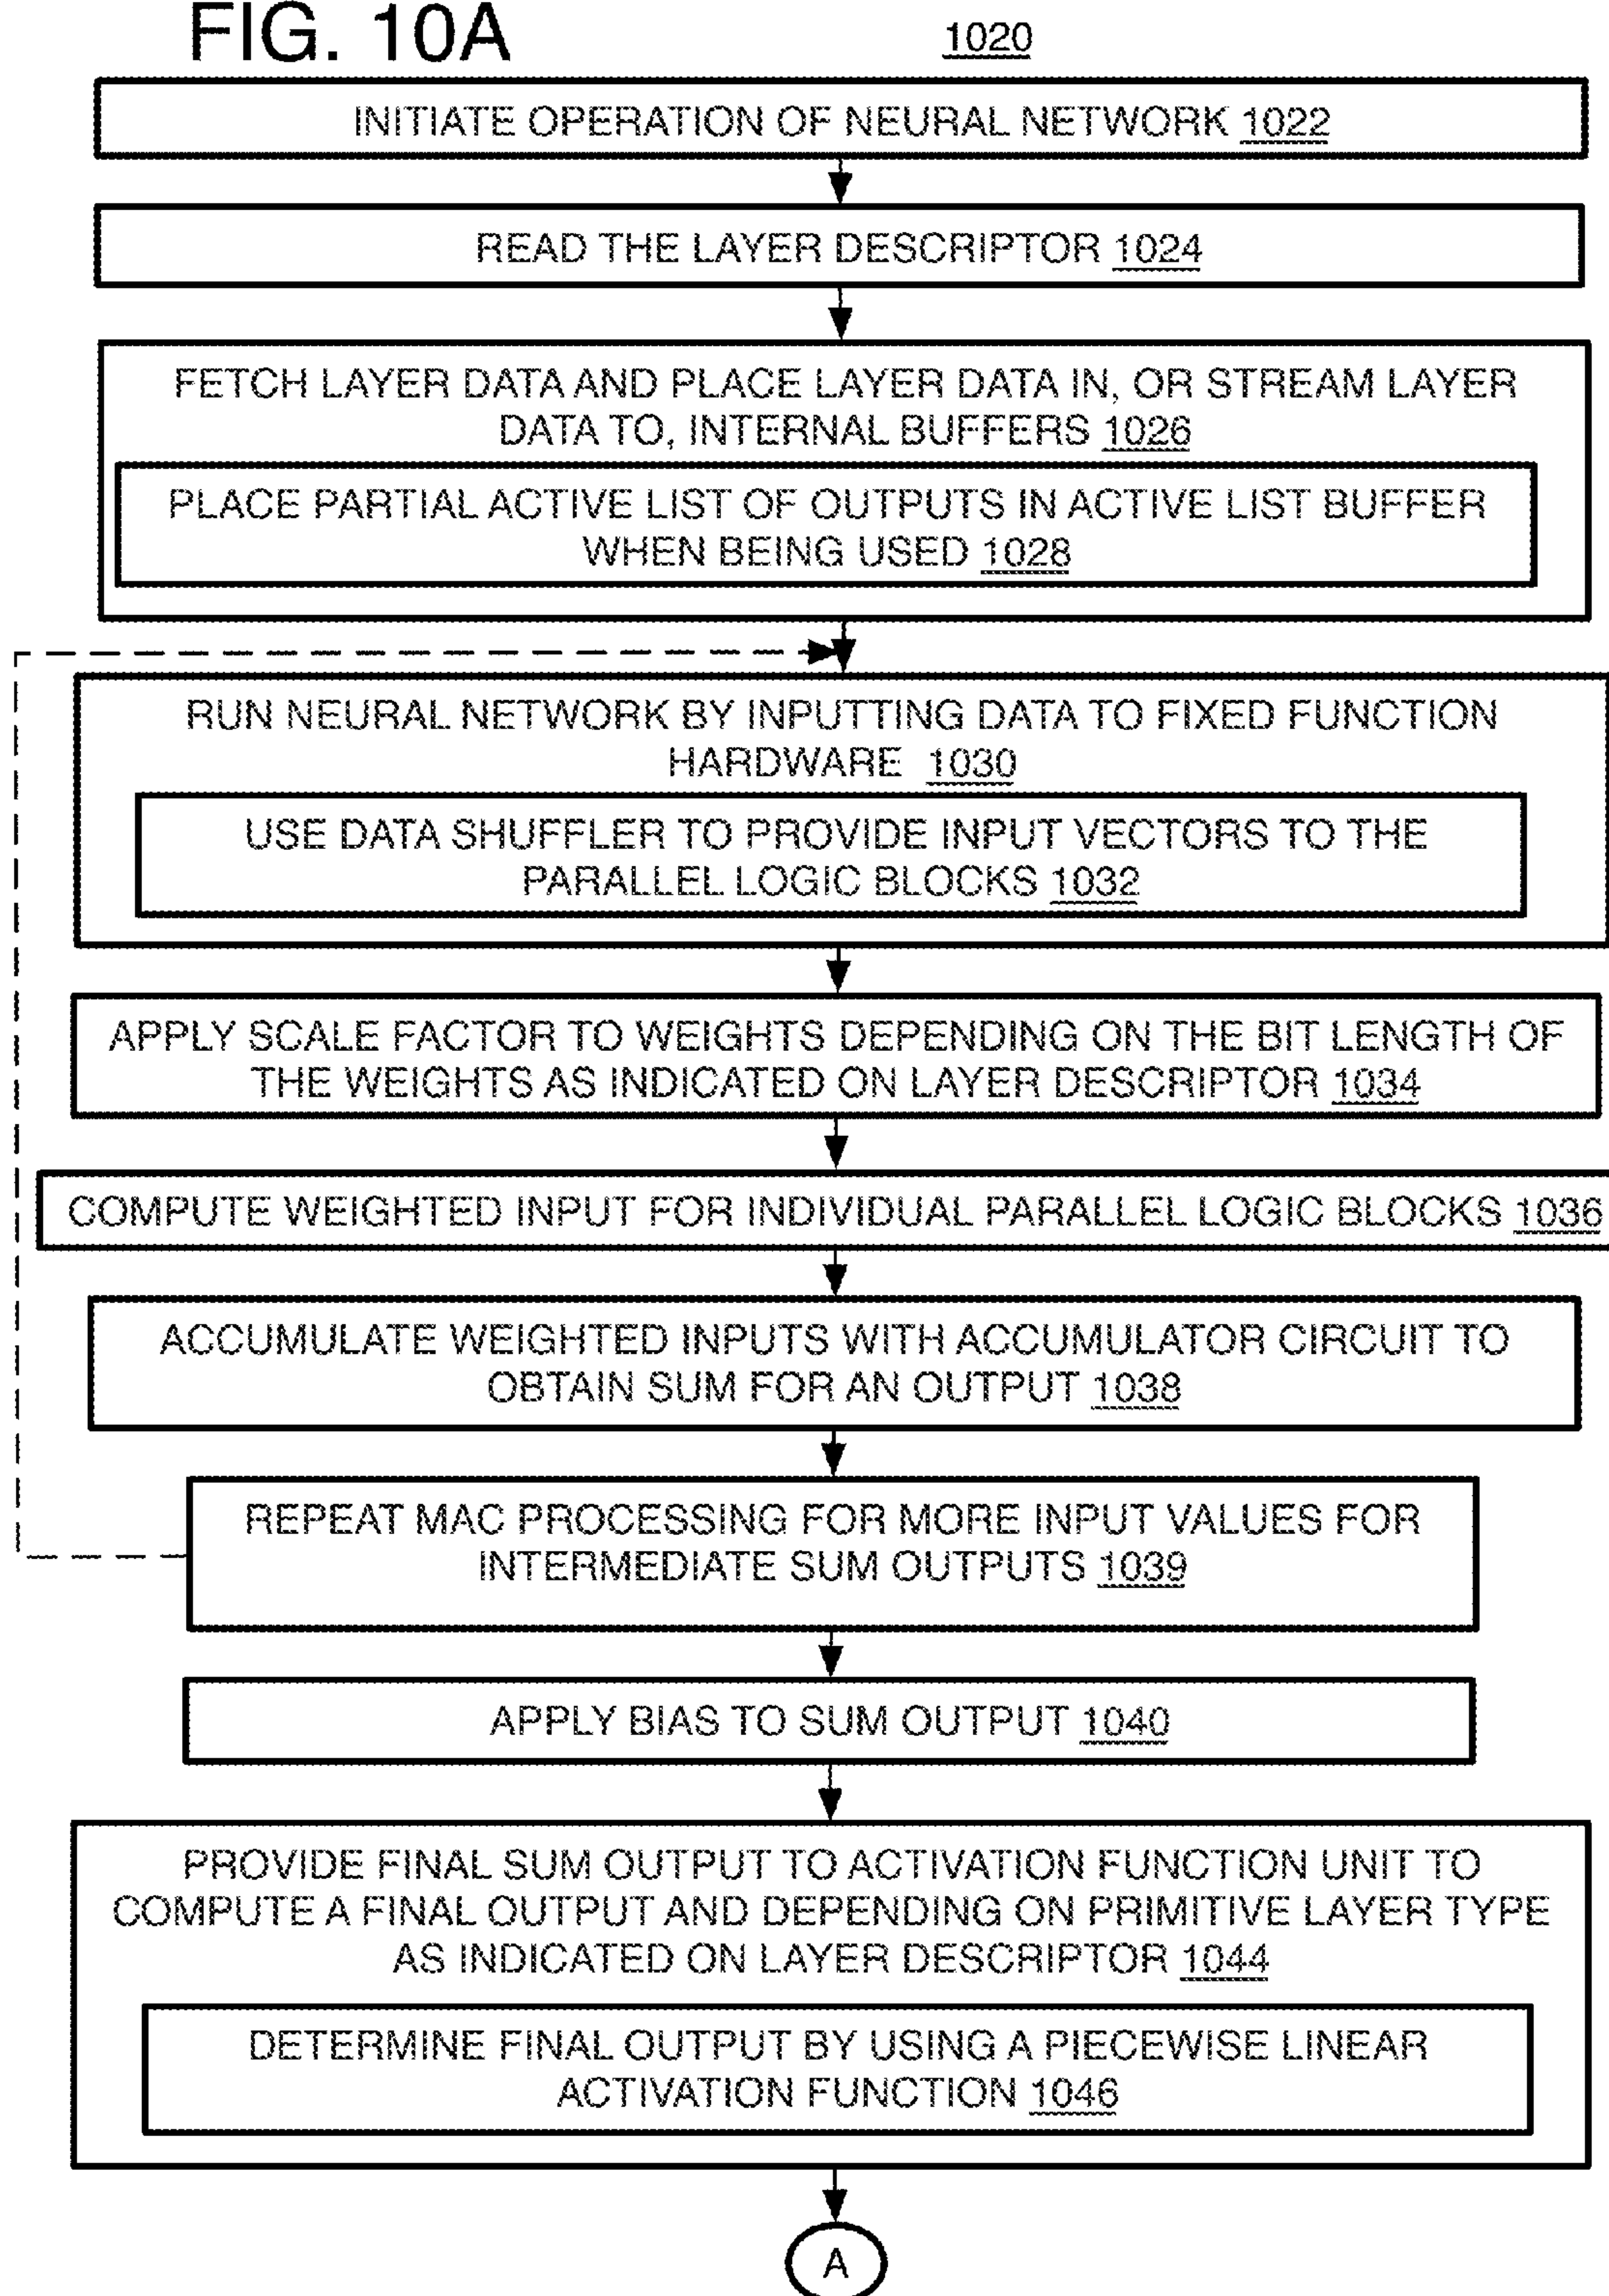 FIG. 10A
1020
INITIATE OPERATION OF NEURAL NETWORK 1022
READ THE LAYER DESCRIPTOR 1024
FETCH LAYER DATA AND PLACE LAYER DATA IN, OR STREAM LAYER
DATA TO, INTERNAL BUFFERS 1026
PLACE PARTIAL ACTIVE LIST OF OUTPUTS IN ACTIVE LIST BUFFER
WHEN BEING USED 1028
RUN NEURAL NETWORK BY INPUTTING DATA TO FIXED FUNCTION
HARDWARE 1030
USE DATA SHUFFLER TO PROVIDE INPUT VECTORS TO THE
PARALLEL LOGIC BLOCKS 1032
APPLY SCALE FACTOR TO WEIGHTS DEPENDING ON THE BIT LENGTH OF
THE WEIGHTS AS INDICATED ON LAYER DESCRIPTOR 1034
COMPUTE WEIGHTED INPUT FOR INDIVIDUAL PARALLEL LOGIC BLOCKS 1036
ACCUMULATE WEIGHTED INPUTS WITH ACCUMULATOR CIRCUIT TO
OBTAIN SUM FOR AN OUTPUT 1038
REPEAT MAC PROCESSING FOR MORE INPUT VALUES FOR
INTERMEDIATE SUM OUTPUTS 1039
APPLY BIAS TO SUM OUTPUT 1040
PROVIDE FINAL SUM OUTPUT TO ACTIVATION FUNCTION UNIT TO
COMPUTE A FINAL OUTPUT AND DEPENDING ON PRIMITIVE LAYER TYPE
AS INDICATED ON LAYER DESCRIPTOR 1044
DETERMINE FINAL OUTPUT BY USING A PIECEWISE LINEAR
ACTIVATION FUNCTION 1046
A